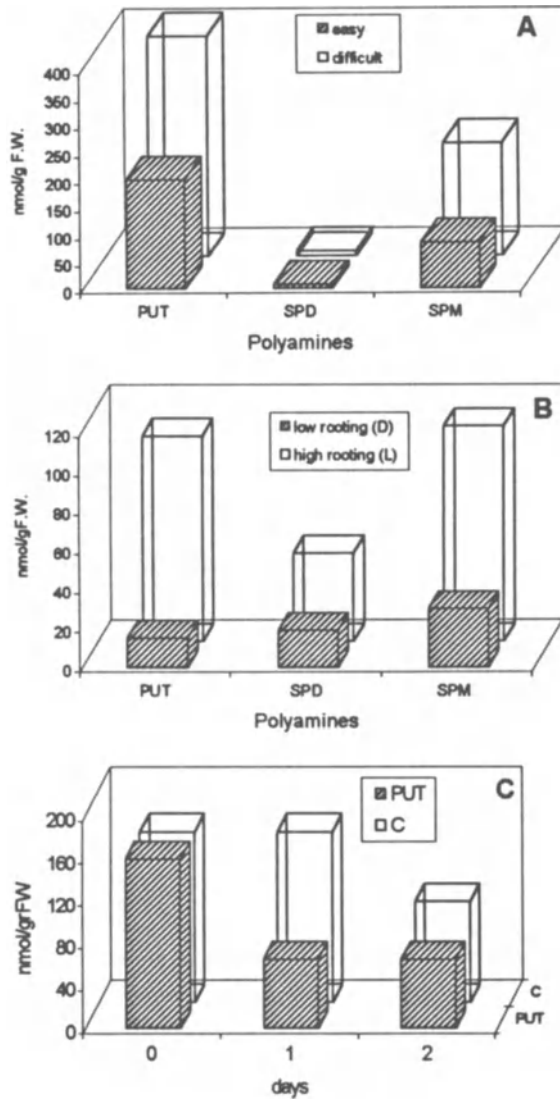 A
easy
difficult
nmol/g F.W.
400
350
300
250
200
150
100
50
0
PUT SPD SPM
Polyamines
B
low rooting (D)
high rooting (L)
nmol/gF.W.
120
100
80
60
40
20
0
PUT SPD SPM
Polyamines
C
PUT
C
nmol/grFW
200
160
120
80
40
0
C
PUT
0 1 2
days